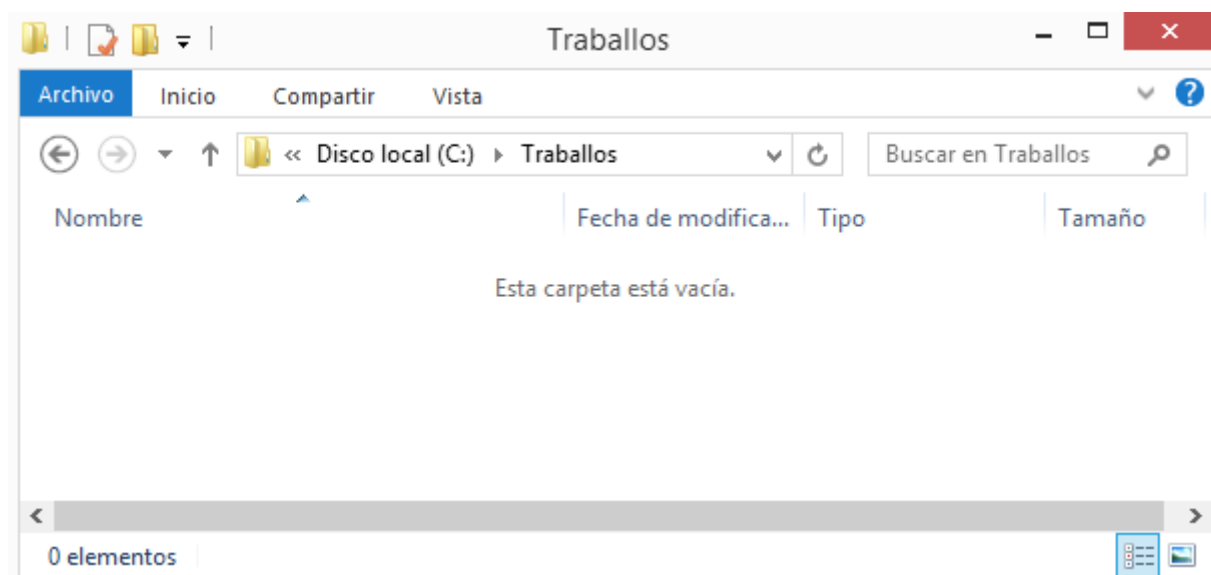 Traballos
Archivo Inicio Compartir Vista
« Disco local (C:) Traballos Buscar en Traballos
Nombre Fecha de modifica... Tipo Tamaño
Esta carpeta está vacía.
0 elementos